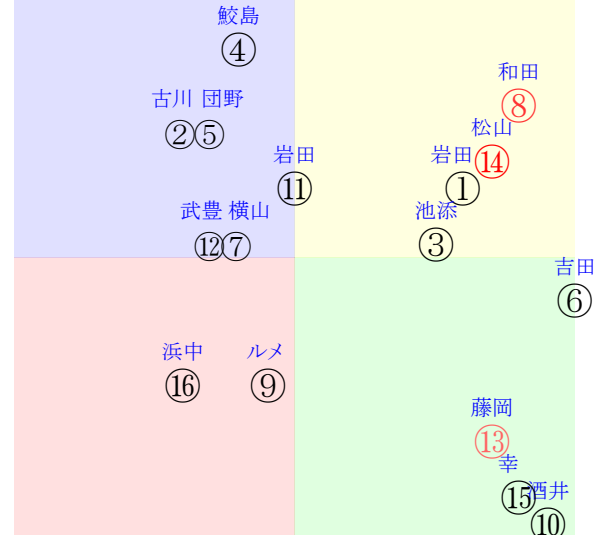 鮫島
④
和田
⑧
古川 団野
②⑤
松山
⑭
岩田
⑪
岩田
①
武豊 横山
⑫⑦
池添
③
吉田
⑥
浜中
⑯
ルメ
⑨
藤岡
⑬
幸
⑮
酒井
⑩